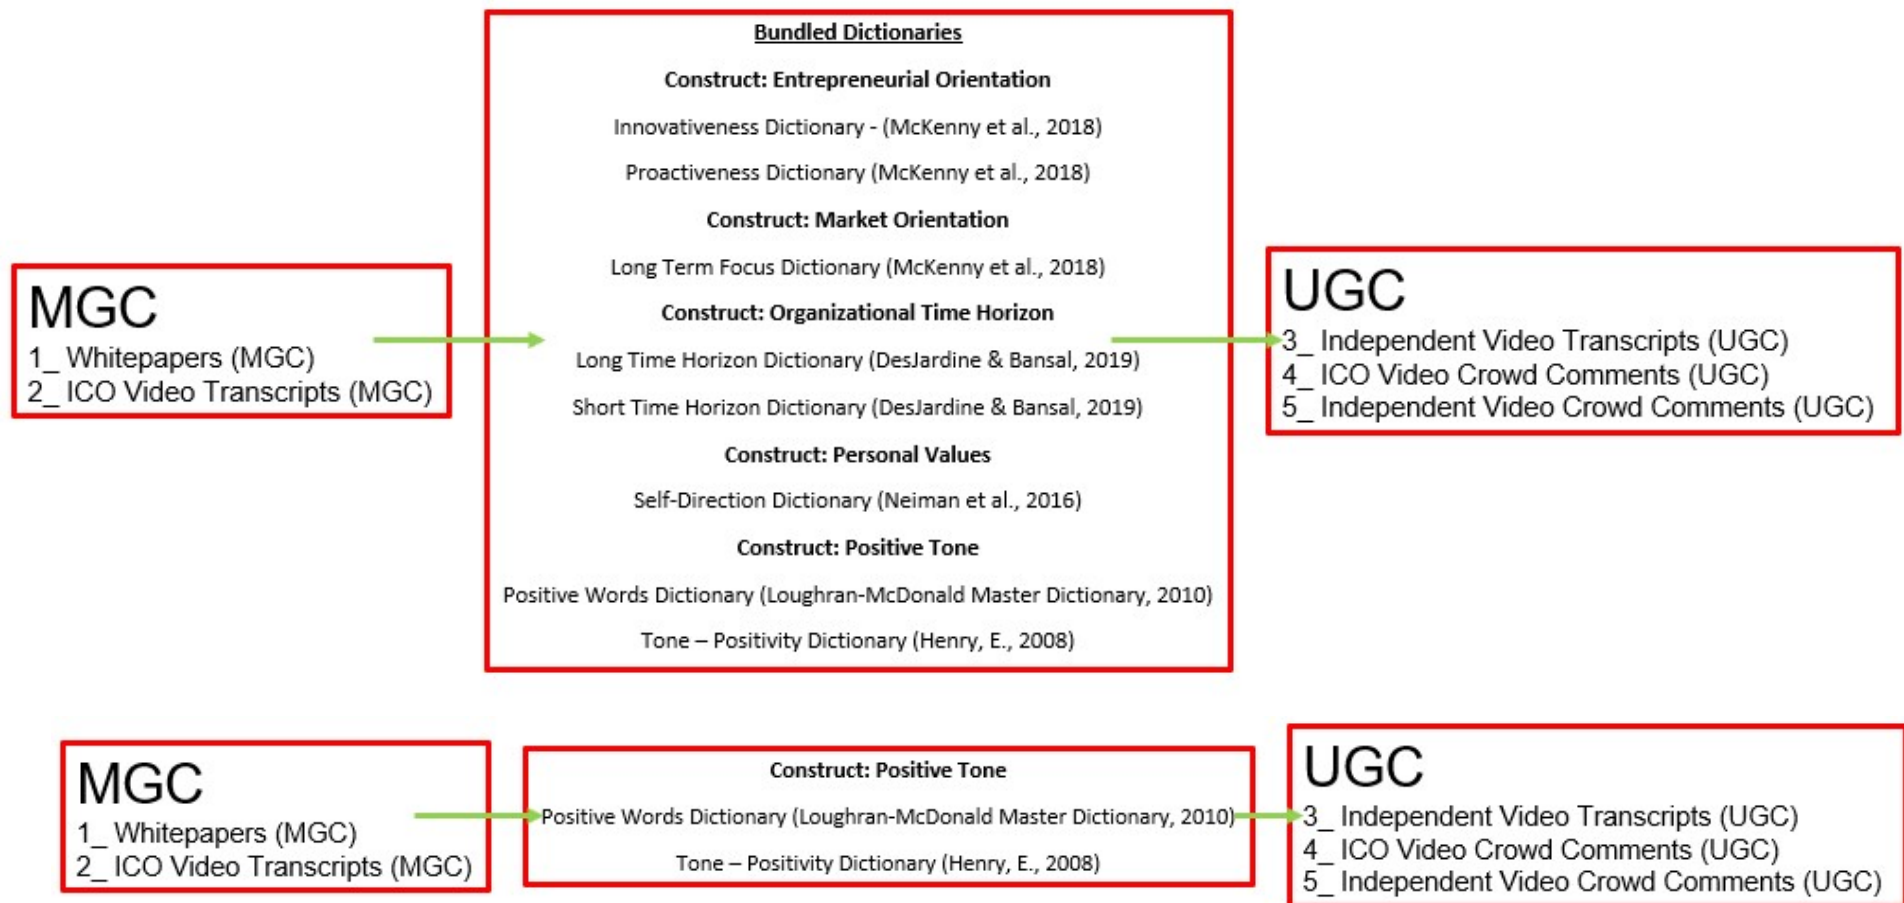 Bundled Dictionaries
Construct: Entrepreneurial Orientation
Innovativeness Dictionary - (McKenny et al., 2018)
Proactiveness Dictionary (McKenny et al., 2018)
Construct: Market Orientation
Long Term Focus Dictionary (McKenny et al., 2018)
Construct: Organizational Time Horizon
Long Time Horizon Dictionary (DesJardine & Bansal, 2019)
Short Time Horizon Dictionary (DesJardine & Bansal, 2019)
Construct: Personal Values
Self-Direction Dictionary (Neiman et al., 2016)
Construct: Positive Tone
Positive Words Dictionary (Loughran-McDonald Master Dictionary, 2010)
Tone – Positivity Dictionary (Henry, E., 2008)
MGC
1_ Whitepapers (MGC)
2_ ICO Video Transcripts (MGC)
UGC
3_ Independent Video Transcripts (UGC)
4_ ICO Video Crowd Comments (UGC)
5_ Independent Video Crowd Comments (UGC)
MGC
1_ Whitepapers (MGC)
2_ ICO Video Transcripts (MGC)
Construct: Positive Tone
Positive Words Dictionary (Loughran-McDonald Master Dictionary, 2010)
Tone – Positivity Dictionary (Henry, E., 2008)
UGC
3_ Independent Video Transcripts (UGC)
4_ ICO Video Crowd Comments (UGC)
5_ Independent Video Crowd Comments (UGC)